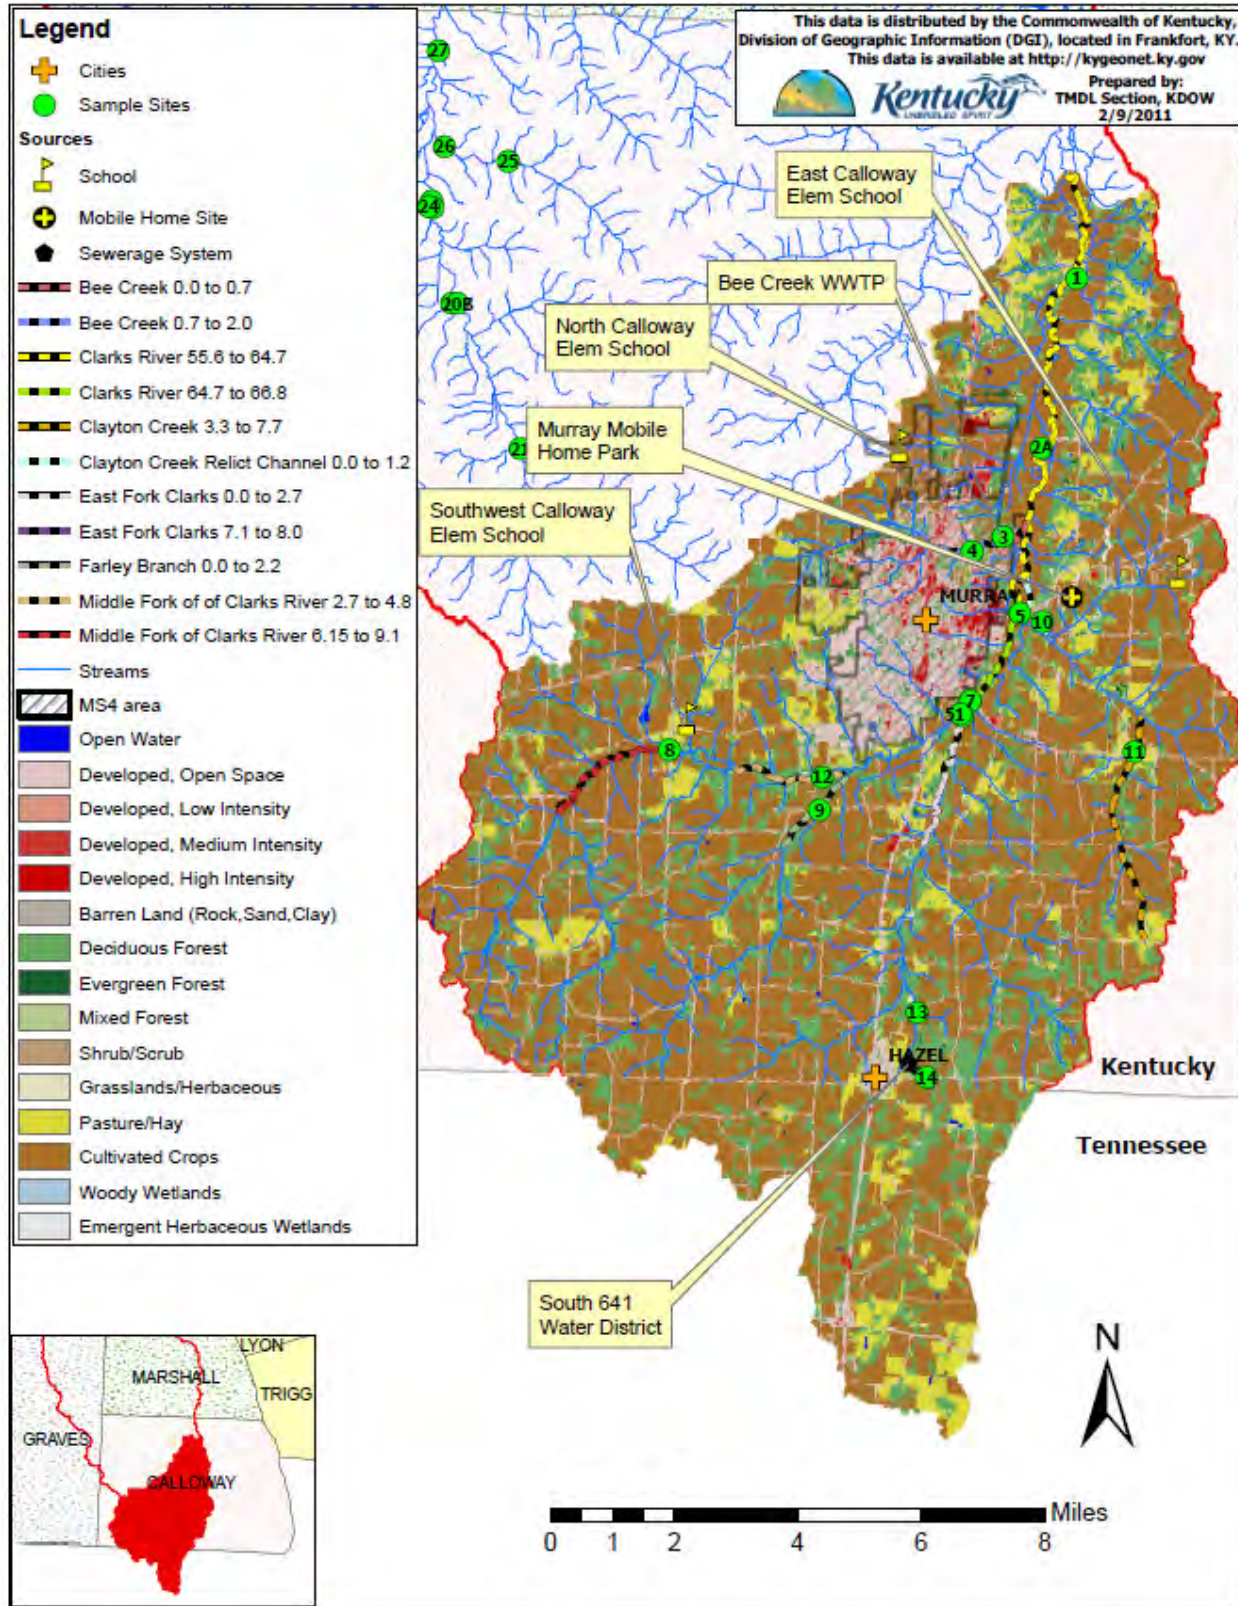 Legend
Cities
Sample Sites
Sources
School
Mobile Home Site
Sewerage System
Bee Creek 0.0 to 0.7
Bee Creek 0.7 to 2.0
Clarks River 55.6 to 64.7
Clarks River 64.7 to 66.8
Clayton Creek 3.3 to 7.7
Clayton Creek Relict Channel 0.0 to 1.2
East Fork Clarks 0.0 to 2.7
East Fork Clarks 7.1 to 8.0
Farley Branch 0.0 to 2.2
Middle Fork of of Clarks River 2.7 to 4.8
Middle Fork of Clarks River 6.15 to 9.1
Streams
MS4 area
Open Water
Developed, Open Space
Developed, Low Intensity
Developed, Medium Intensity
Developed, High Intensity
Barren Land (Rock,Sand,Clay)
Deciduous Forest
Evergreen Forest
Mixed Forest
Shrub/Scrub
Grasslands/Herbaceous
Pasture/Hay
Cultivated Crops
Woody Wetlands
Emergent Herbaceous Wetlands
This data is distributed by the Commonwealth of Kentucky,
Division of Geographic Information (DGI), located in Frankfort, KY.
This data is available at http://kygeonet.ky.gov
Kentucky
UNBRIDLED SPIRIT
Prepared by:
TMDL Section, KDOW
2/9/2011
27
26
25
24
20B
21
East Calloway
Elem School
Bee Creek WWTP
North Calloway
Elem School
Murray Mobile
Home Park
Southwest Calloway
Elem School
1
2A
3
4
MURRAY
5
10
7
51
8
12
9
11
13
HAZEL
14
Kentucky
Tennessee
South 641
Water District
N
Miles
0 1 2 4 6 8
LYON
MARSHALL
TRIGG
GRAVES
CALLOWAY